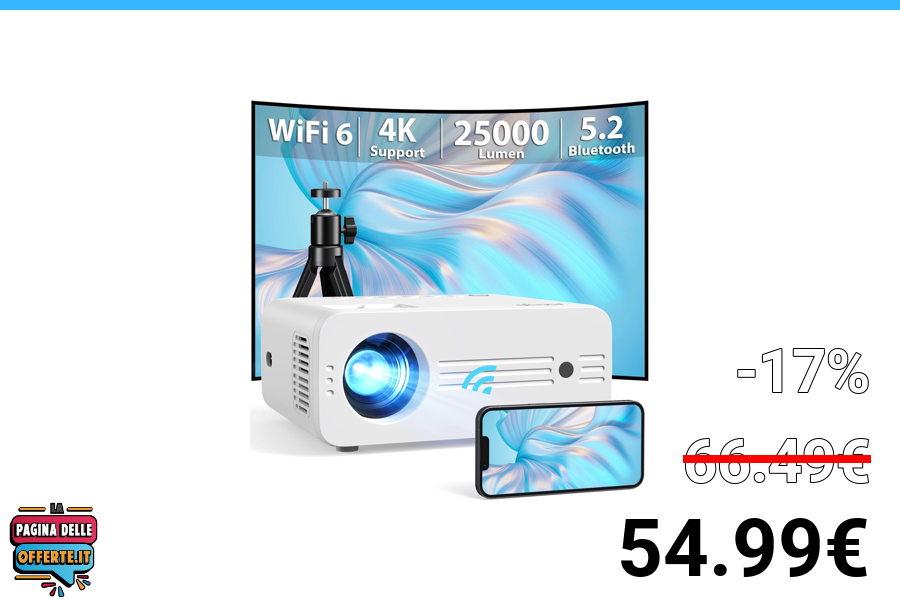 WiFi 6
4K
Support
25000
Lumen
5.2
Bluetooth
-17%
66.49€
54.99€
LA
PAGINA DELLE
OFFERTE.IT